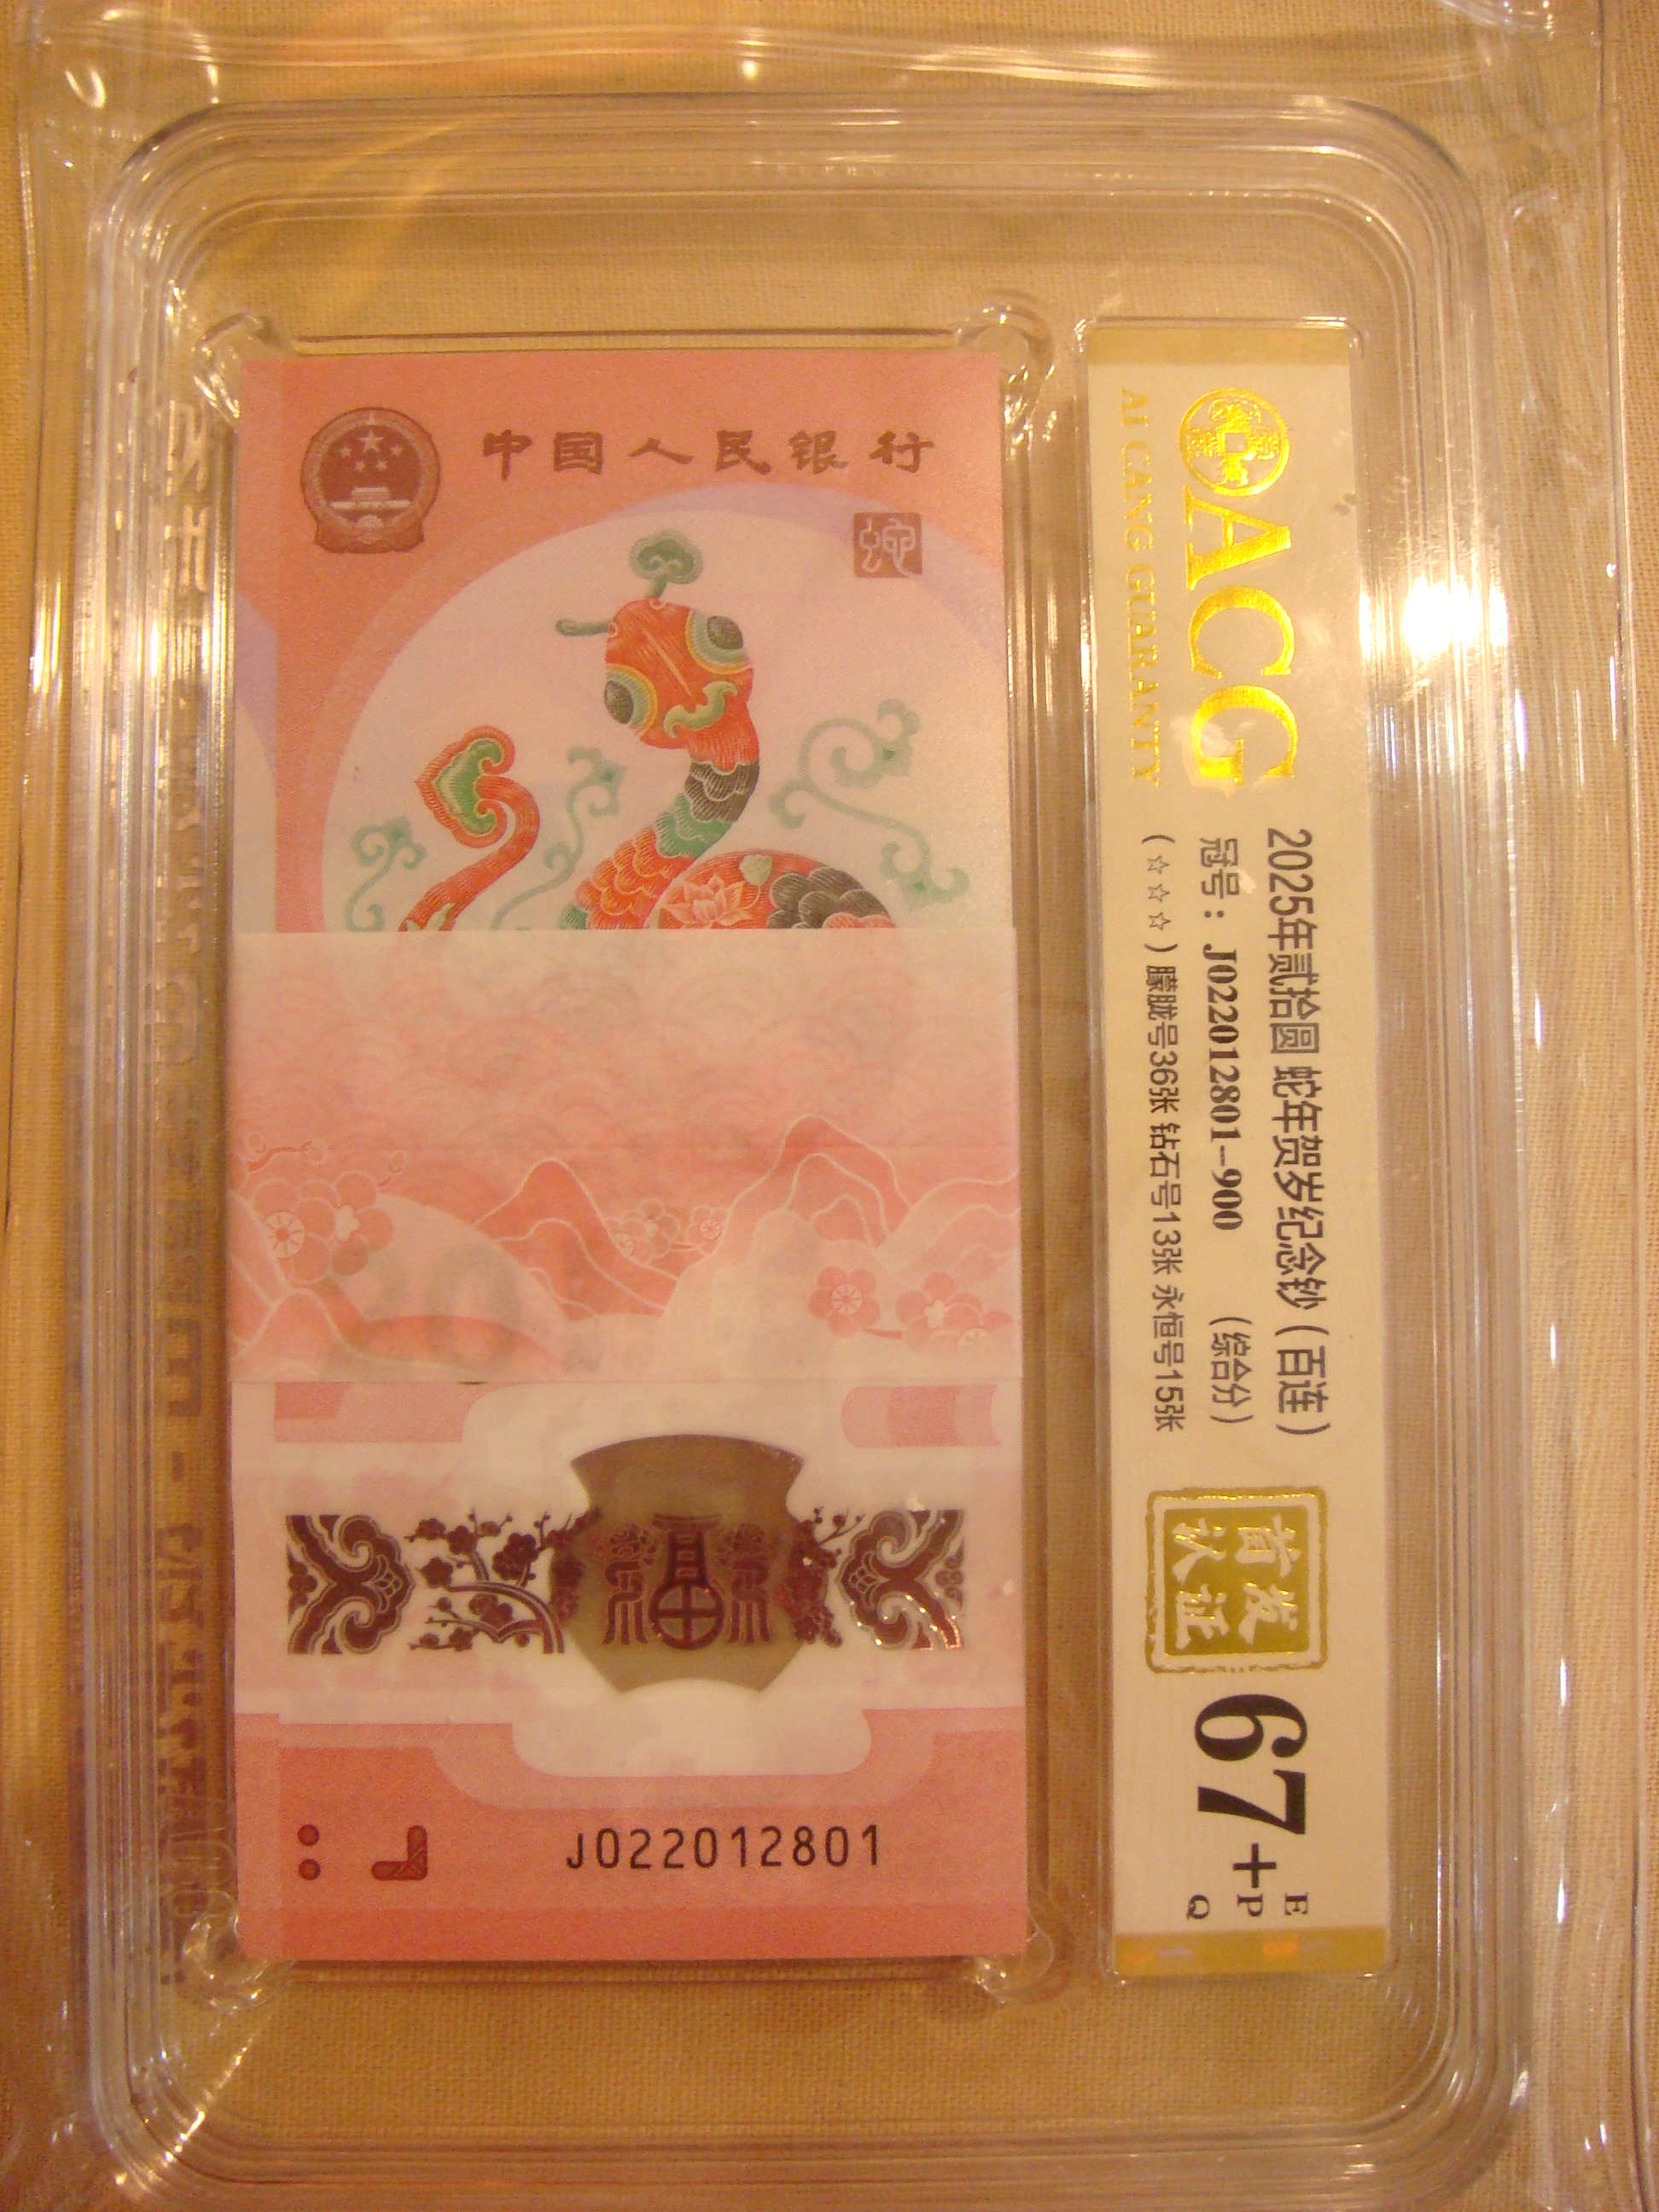 中国人民银行
蛇
福
J022012801
ACG
AI CANG GUARANTY
2025年贰拾圆 蛇年贺岁纪念钞(百连)
冠号:J022012801-900 (综合分)
(☆☆☆)朦胧号36张 钻石号13张 永恒号15张
首发
认证
67+
E
P
Q